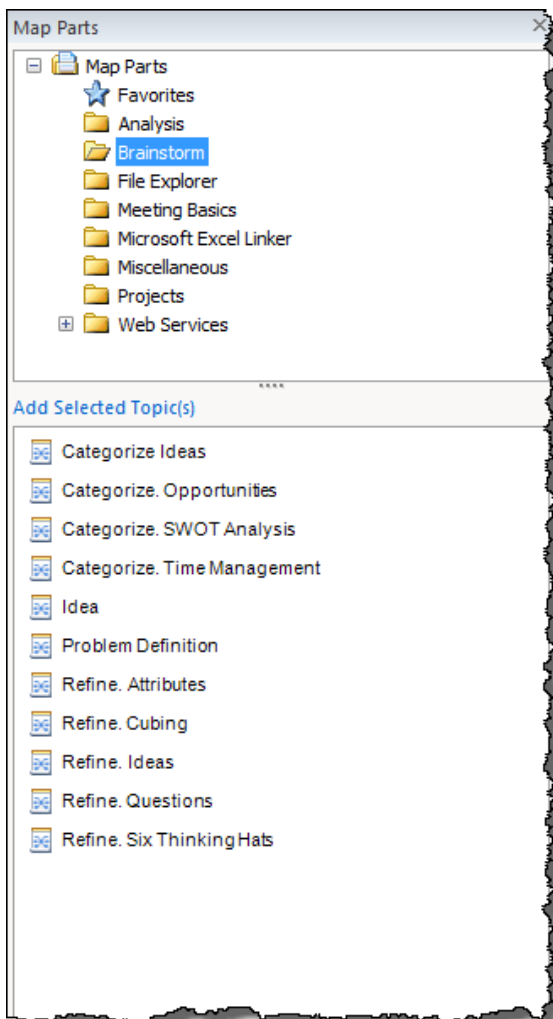 Map Parts
Map Parts
Favorites
Analysis
Brainstorm
File Explorer
Meeting Basics
Microsoft Excel Linker
Miscellaneous
Projects
Web Services
Add Selected Topic(s)
Categorize Ideas
Categorize. Opportunities
Categorize. SWOT Analysis
Categorize. Time Management
Idea
Problem Definition
Refine. Attributes
Refine. Cubing
Refine. Ideas
Refine. Questions
Refine. Six Thinking Hats